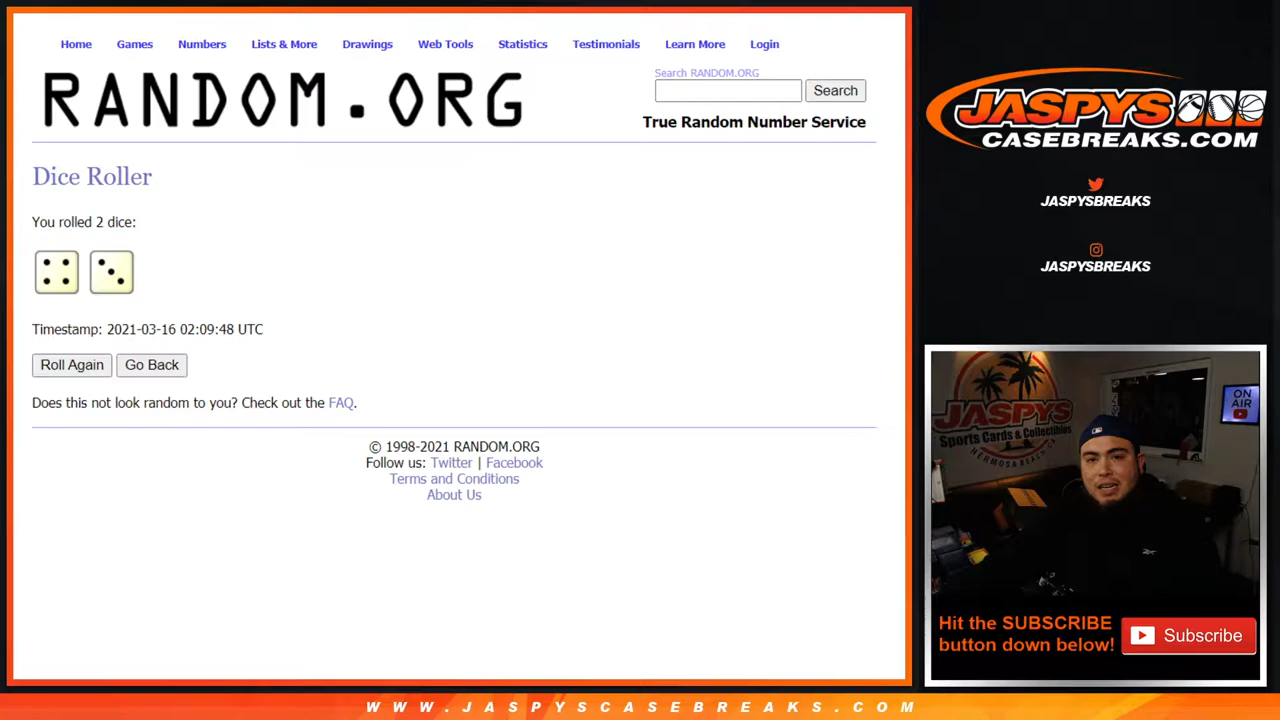 Home Games Numbers Lists & More Drawings Web Tools Statistics Testimonials Learn More Login
RANDOM.ORG
Search RANDOM.ORG
Search
True Random Number Service
Dice Roller
You rolled 2 dice:
Timestamp: 2021-03-16 02:09:48 UTC
Roll Again Go Back
Does this not look random to you? Check out the FAQ.
© 1998-2021 RANDOM.ORG
Follow us: Twitter | Facebook
Terms and Conditions
About Us
JASPYS
CASEBREAKS.COM
JASPYSBREAKS
JASPYSBREAKS
JASPYS
Sports Cards & Collectibles
HERMOSA BEACH
ON
AIR
Hit the SUBSCRIBE
button down below!
Subscribe
WWW.JASPYSCASEBREAKS.COM